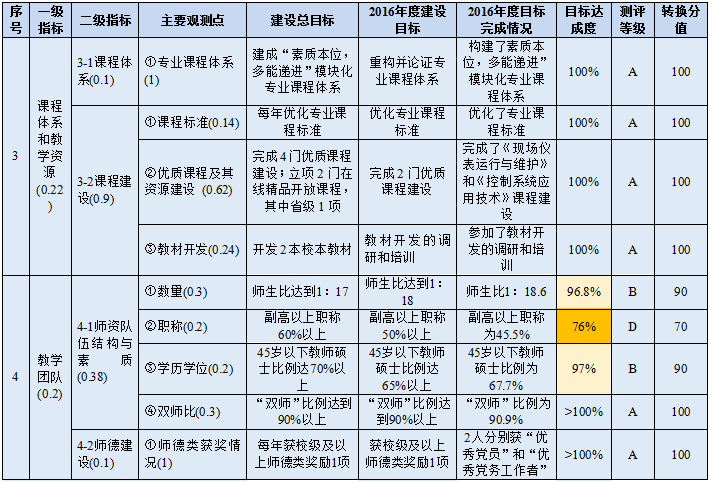 序号 一级指标 二级指标 主要观测点 建设总目标 2016年度建设目标 2016年度目标完成情况 目标达成度 测评等级 转换分值
3 课程体系和教学资源(0.22) 3-1课程体系(0.1) ①专业课程体系(1) 建成“素质本位，多能递进”模块化专业课程体系 重构并论证专业课程体系 构建了素质本位，多能递进”模块化专业课程体系 100% A 100
3-2课程建设(0.9) ①课程标准(0.14) 每年优化专业课程标准 优化专业课程标准 优化了专业课程标准 100% A 100
②优质课程及其资源建设 (0.62) 完成4门优质课程建设；立项2门在线精品开放课程，其中省级1项 完成2门优质课程建设 完成了《现场仪表运行与维护》和《控制系统应用技术》课程建设 100% A 100
③教材开发(0.24) 开发2本校本教材 教材开发的调研和培训 参加了教材开发的调研和培训 100% A 100
4 教学团队(0.2) 4-1师资队伍结构与素质(0.38) ①数量(0.3) 师生比达到1：17 师生比达到1：18 师生比1：18.6 96.8% B 90
②职称(0.2) 副高以上职称60%以上 副高以上职称50%以上 副高以上职称为45.5% 76% D 70
③学历学位(0.2) 45岁以下教师硕士比例达70%以上 45岁以下教师硕士比例达65%以上 45岁以下教师硕士比例为67.7% 97% B 90
④双师比(0.3) “双师”比例达到90%以上 “双师”比例达到90%以上 “双师”比例为90.9% >100% A 100
4-2师德建设(0.1) ①师德类获奖情况(1) 每年获校级及以上师德类奖励1项 获校级及以上师德类奖励1项 2人分别获“优秀党员”和“优秀党务工作者” >100% A 100